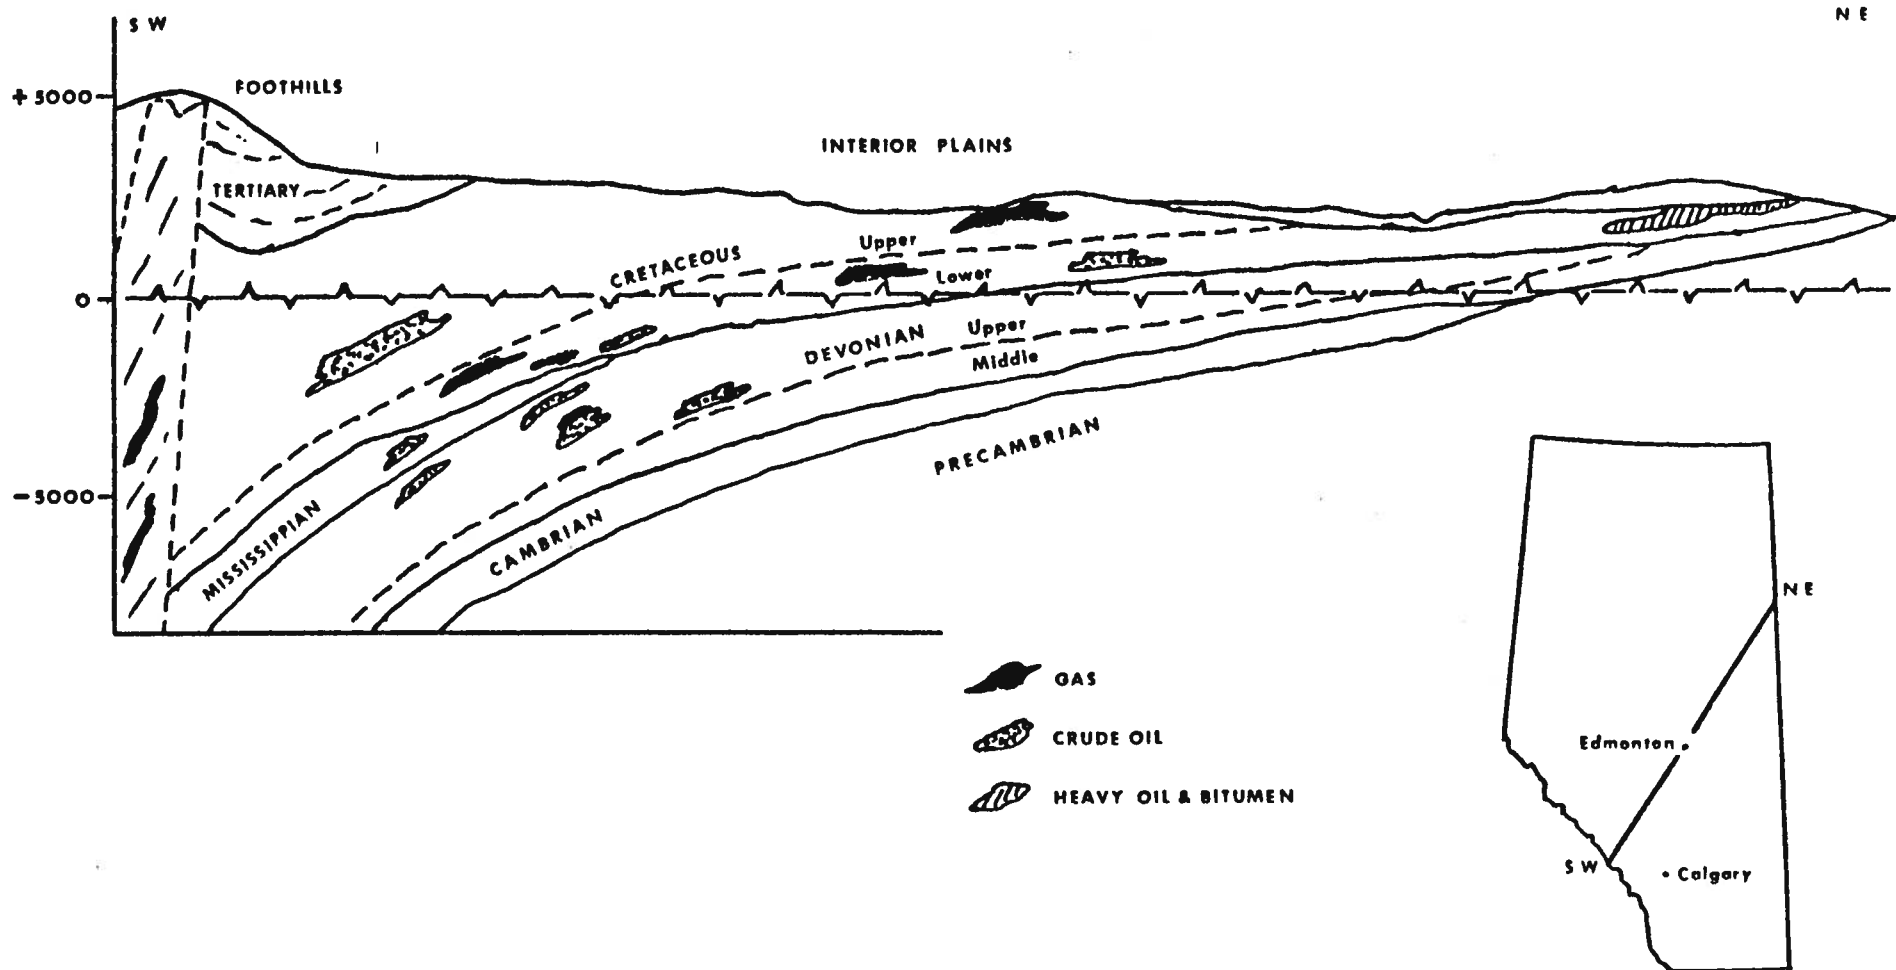 SW
NE
+5000
FOOTHILLS
INTERIOR PLAINS
TERTIARY
Upper
CRETACEOUS
Lower
0
Upper
DEVONIAN
Middle
PRECAMBRIAN
-5000
MISSISSIPPIAN
CAMBRIAN
NE
GAS
CRUDE OIL
Edmonton
HEAVY OIL & BITUMEN
SW
Calgary